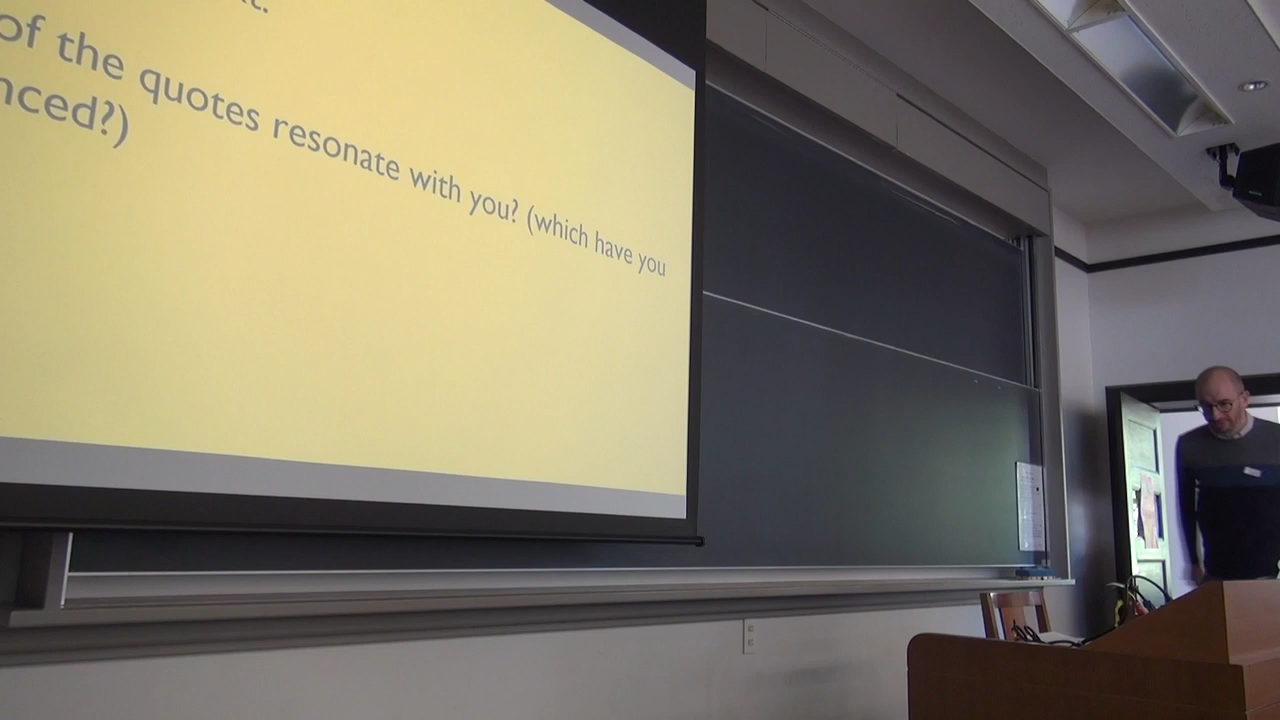 of the quotes resonate with you? (which have you
nced?)